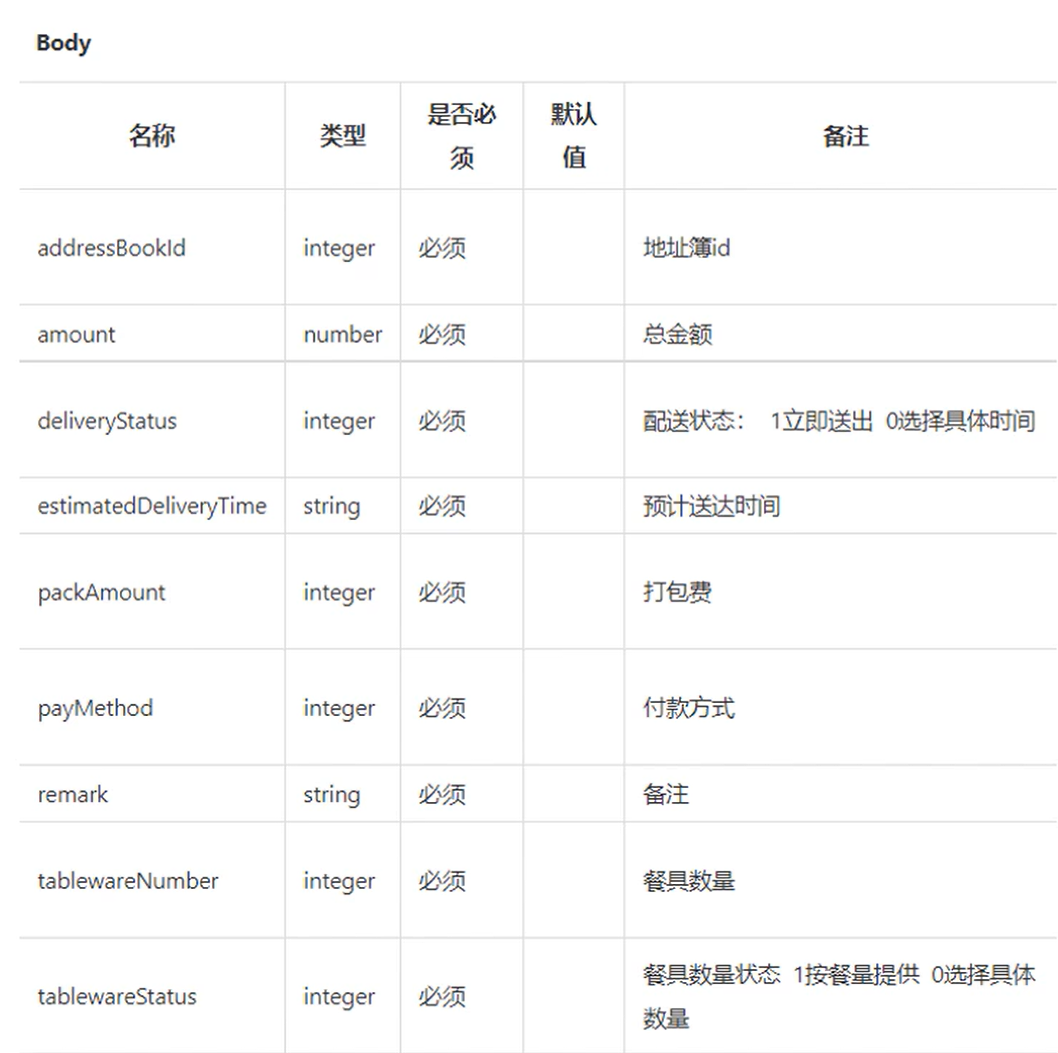 Body
名称 类型 是否必须 默认值 备注
addressBookId integer 必须 地址簿id
amount number 必须 总金额
deliveryStatus integer 必须 配送状态： 1立即送出 0选择具体时间
estimatedDeliveryTime string 必须 预计送达时间
packAmount integer 必须 打包费
payMethod integer 必须 付款方式
remark string 必须 备注
tablewareNumber integer 必须 餐具数量
tablewareStatus integer 必须 餐具数量状态 1按餐量提供 0选择具体
数量